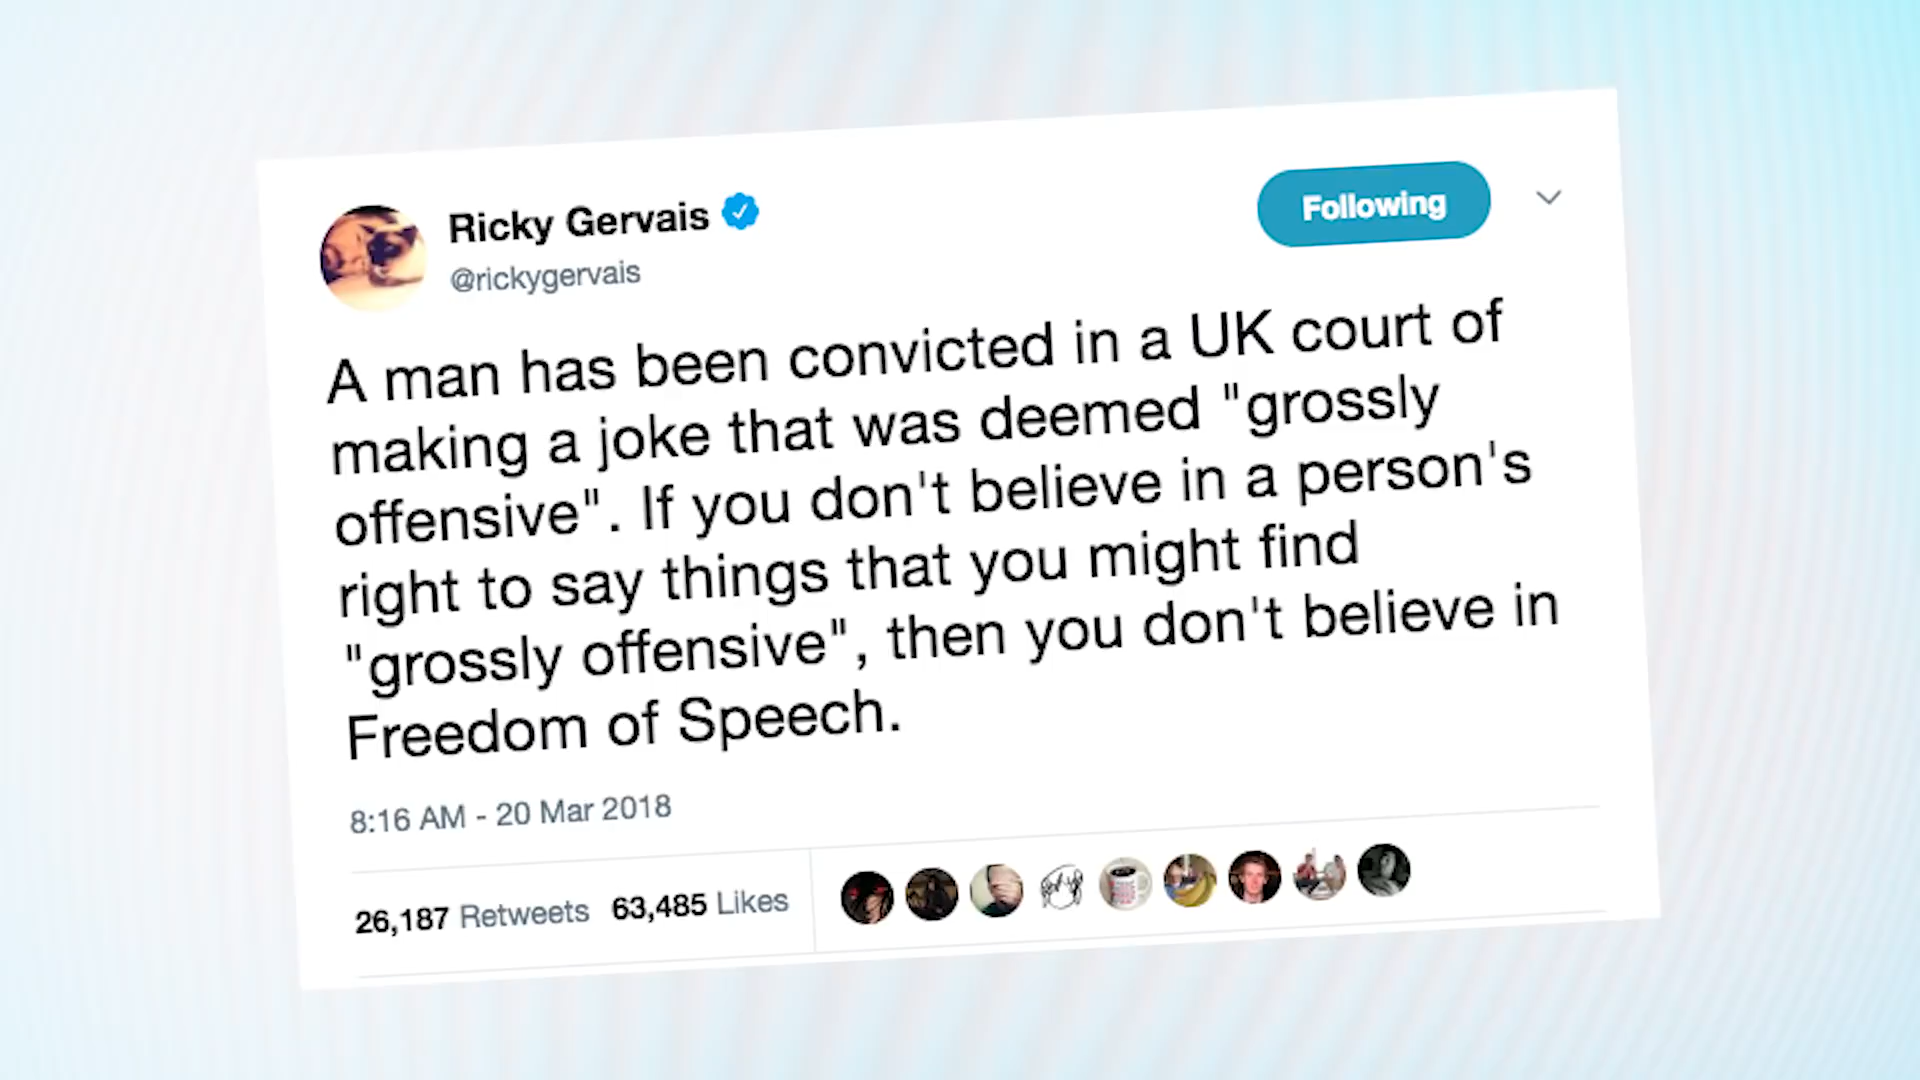 Ricky Gervais
@rickygervais
Following
A man has been convicted in a UK court of
making a joke that was deemed "grossly
offensive". If you don't believe in a person's
right to say things that you might find
"grossly offensive", then you don't believe in
Freedom of Speech.
8:16 AM - 20 Mar 2018
26,187 Retweets 63,485 Likes